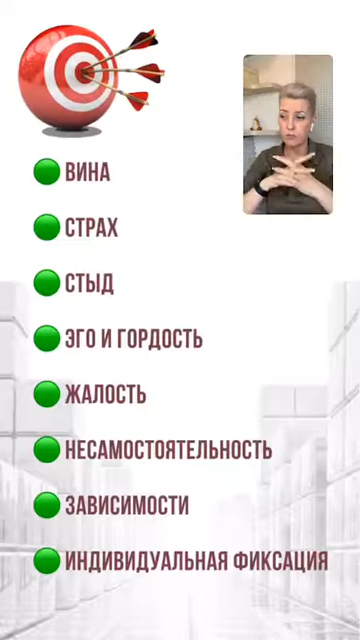 ВИНА
СТРАХ
СТЫД
ЭГО И ГОРДОСТЬ
ЖАЛОСТЬ
НЕСАМОСТОЯТЕЛЬНОСТЬ
ЗАВИСИМОСТИ
ИНДИВИДУАЛЬНАЯ ФИКСАЦИЯ